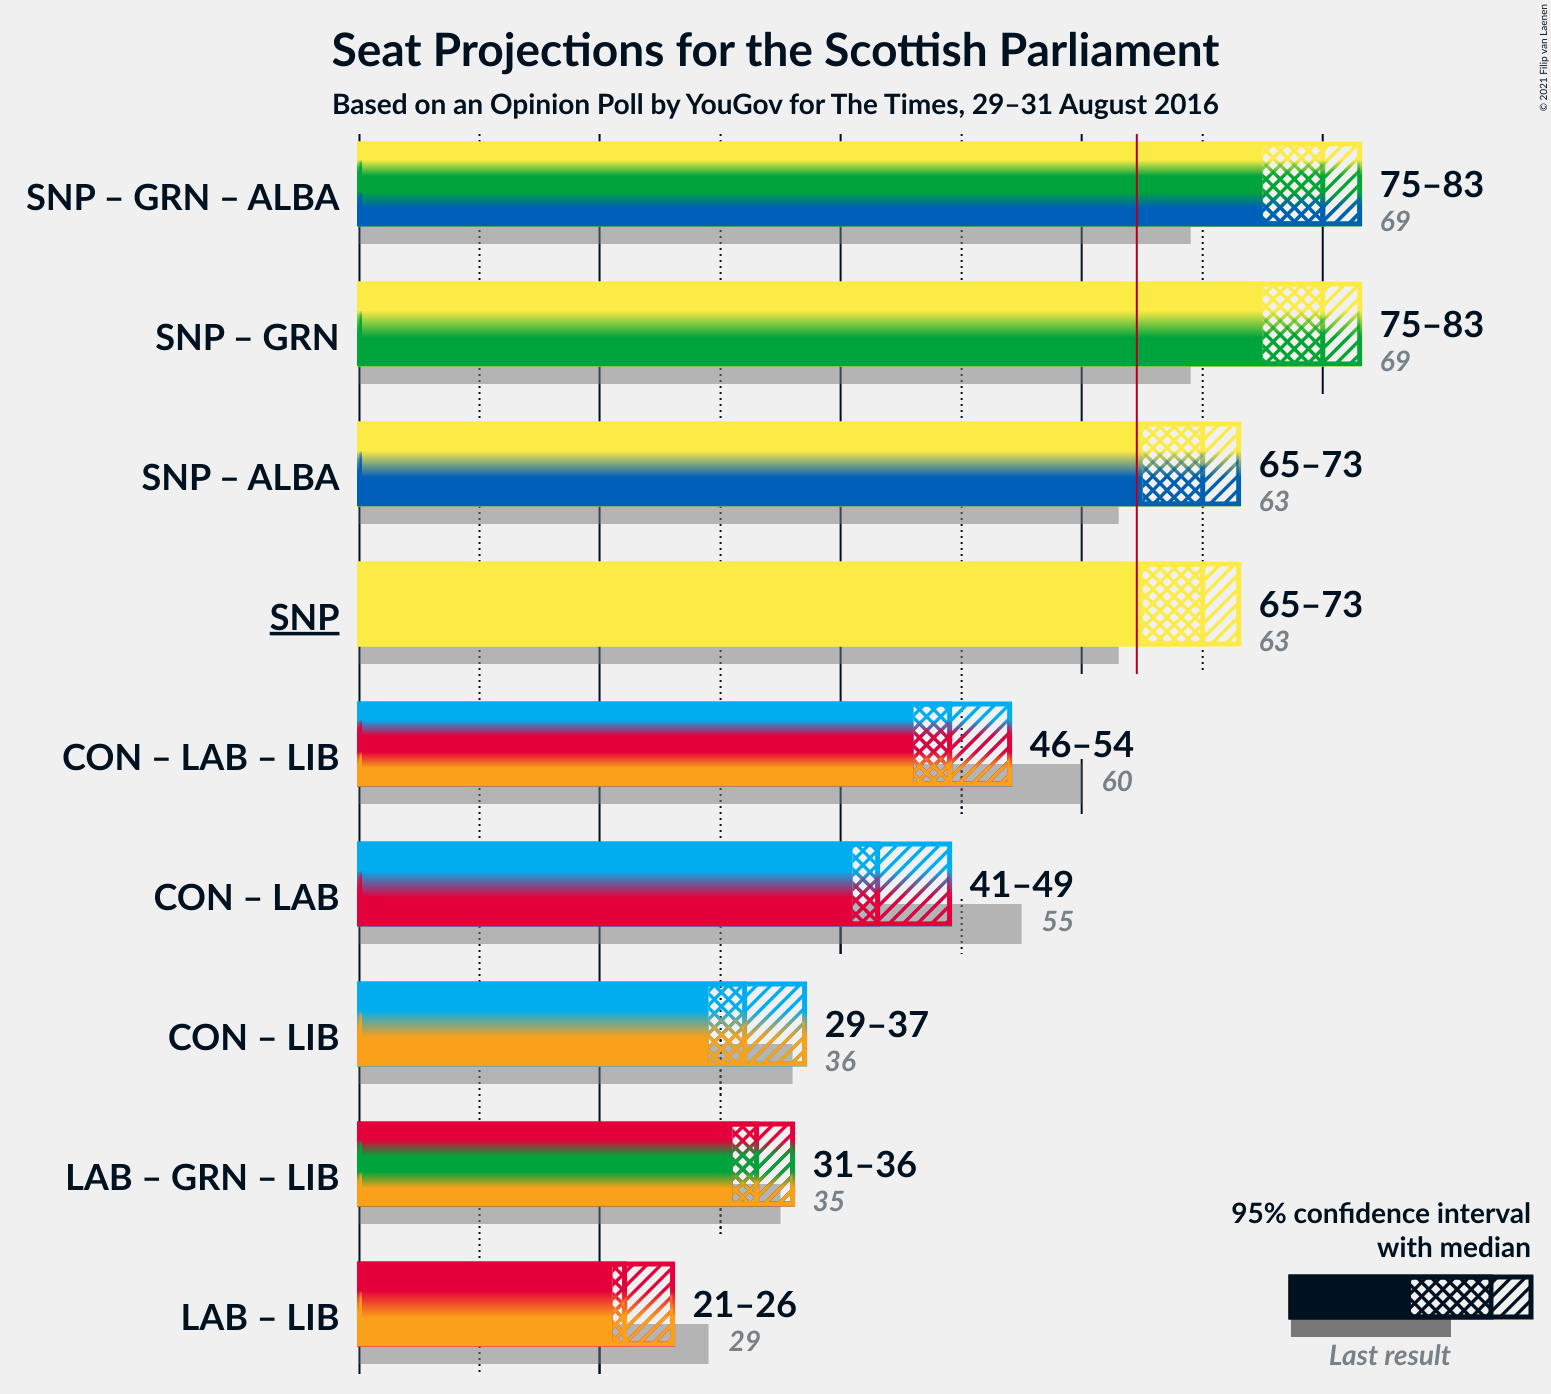 Seat Projections for the Scottish Parliament
Based on an Opinion Poll by YouGov for The Times, 29–31 August 2016
© 2021 Filip van Laenen
SNP – GRN – ALBA
75–83
69
SNP – GRN
75–83
69
SNP – ALBA
65–73
63
SNP
65–73
63
CON – LAB – LIB
46–54
60
CON – LAB
41–49
55
CON – LIB
29–37
36
LAB – GRN – LIB
31–36
35
LAB – LIB
21–26
29
95% confidence interval
with median
Last result